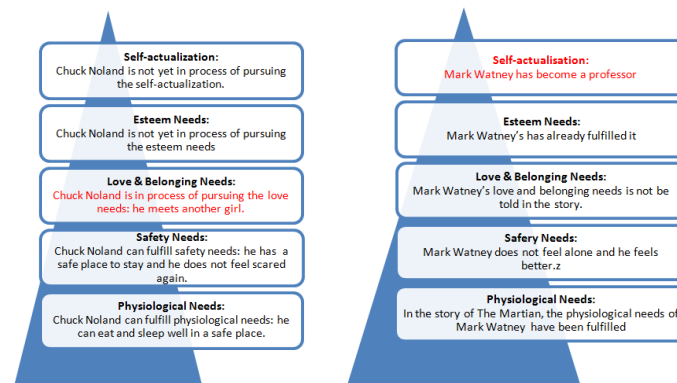 Self-actualization:
Chuck Noland is not yet in process of pursuing
the self-actualization.
Esteem Needs:
Chuck Noland is not yet in process of pursuing
the esteem needs
Love & Belonging Needs:
Chuck Noland is in process of pursuing the love
needs: he meets another girl.
Safety Needs:
Chuck Noland can fulfill safety needs: he has a
safe place to stay and he does not feel scared
again.
Physiological Needs:
Chuck Noland can fulfill physiological needs: he
can eat and sleep well in a safe place.
Self-actualisation:
Mark Watney has become a professor
Esteem Needs:
Mark Watney's has already fulfilled it
Love & Belonging Needs:
Mark Watney's love and belonging needs is not be
told in the story.
Safery Needs:
Mark Watney does not feel alone and he feels
better.z
Physiological Needs:
In the story of The Martian, the physiological needs of
Mark Watney have been fulfilled